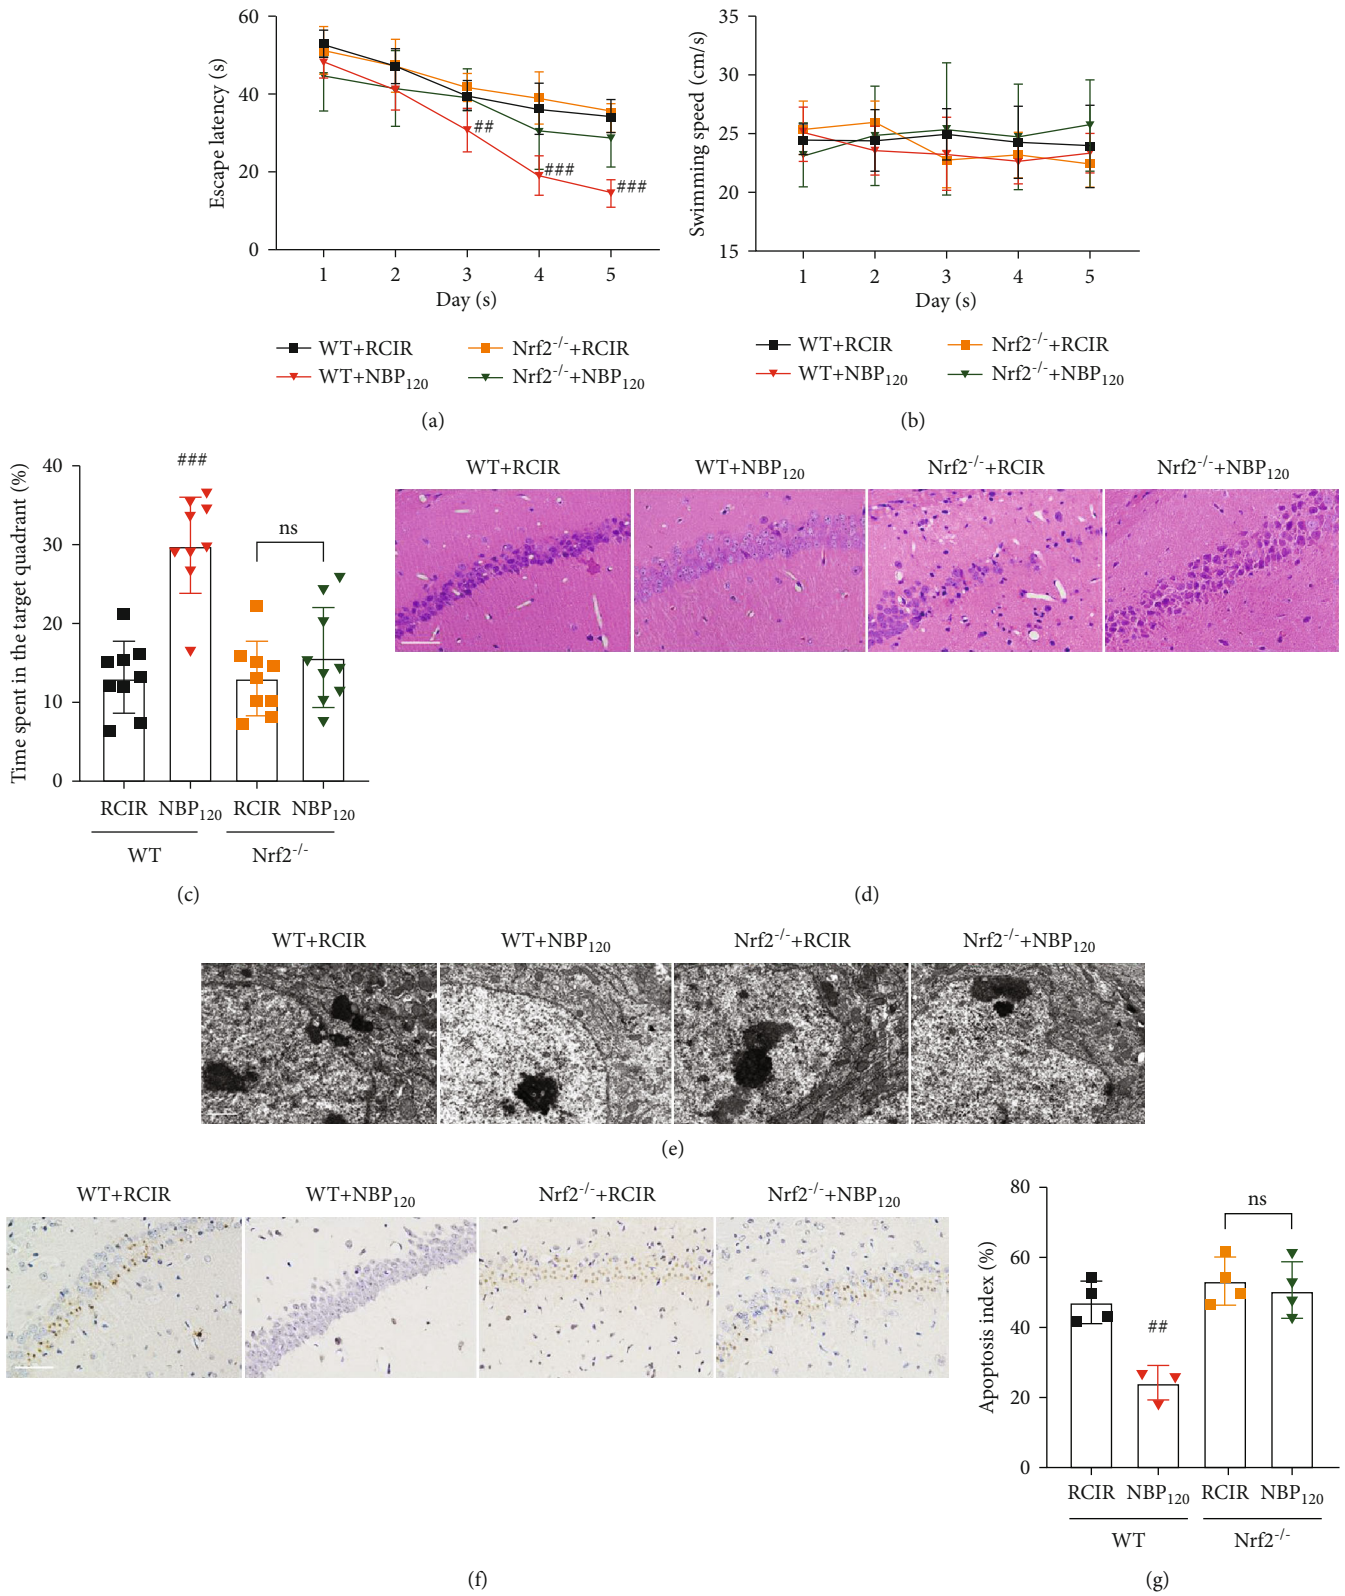 60
40
20
0
Escape latency (s)
##
###
###
1 2 3 4 5
Day (s)
WT+RCIR
Nrf2-/-+RCIR
WT+NBP120
Nrf2-/-+NBP120
(a)
35
30
25
20
15
Swimming speed (cm/s)
1 2 3 4 5
Day (s)
WT+RCIR
Nrf2-/-+RCIR
WT+NBP120
Nrf2-/-+NBP120
(b)
40
30
20
10
0
Time spent in the target quadrant (%)
###
ns
RCIR NBP120 RCIR NBP120
WT Nrf2-/-
(c)
WT+RCIR WT+NBP120 Nrf2-/-+RCIR Nrf2-/-+NBP120
(d)
WT+RCIR WT+NBP120 Nrf2-/-+RCIR Nrf2-/-+NBP120
(e)
WT+RCIR WT+NBP120 Nrf2-/-+RCIR Nrf2-/-+NBP120
(f)
80
60
40
20
0
Apoptosis index (%)
##
ns
RCIR NBP120 RCIR NBP120
WT Nrf2-/-
(g)